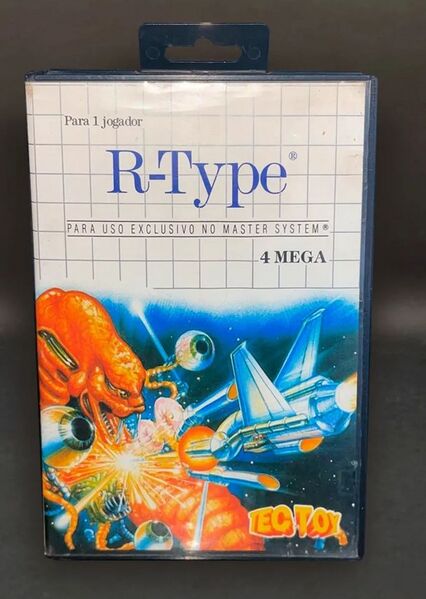 Para 1 jogador
R-Type®
PARA USO EXCLUSIVO NO MASTER SYSTEM®
4 MEGA
TEC TOY